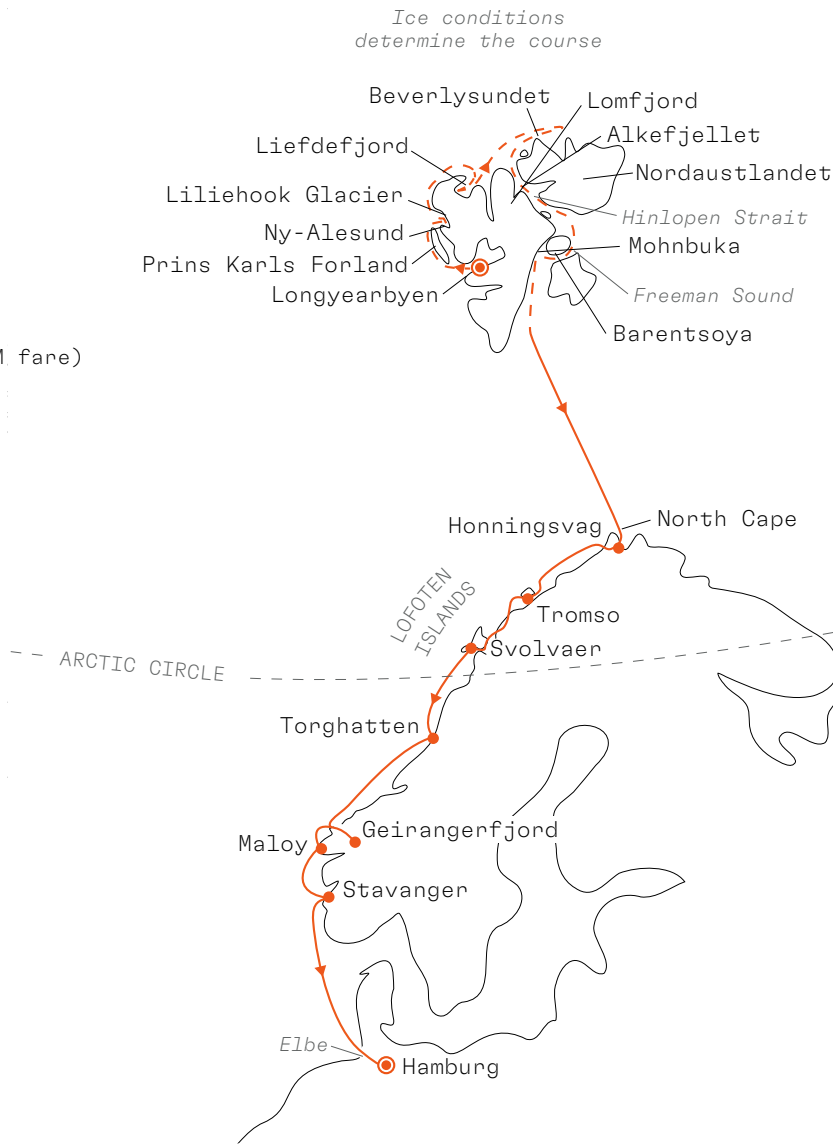 Ice conditions
determine the course
Beverlysundet
Lomfjord
Alkefjellet
Liefdefjord
Nordaustlandet
Liliehook Glacier
Hinlopen Strait
Ny-Alesund
Mohnbuka
Prins Karls Forland
Longyearbyen
Freeman Sound
Barentsoya
fare)
North Cape
Honningsvag
LOFOTEN
ISLANDS
Tromso
Svolvaer
ARCTIC CIRCLE
Torghatten
Geirangerfjord
Maloy
Stavanger
Elbe
Hamburg